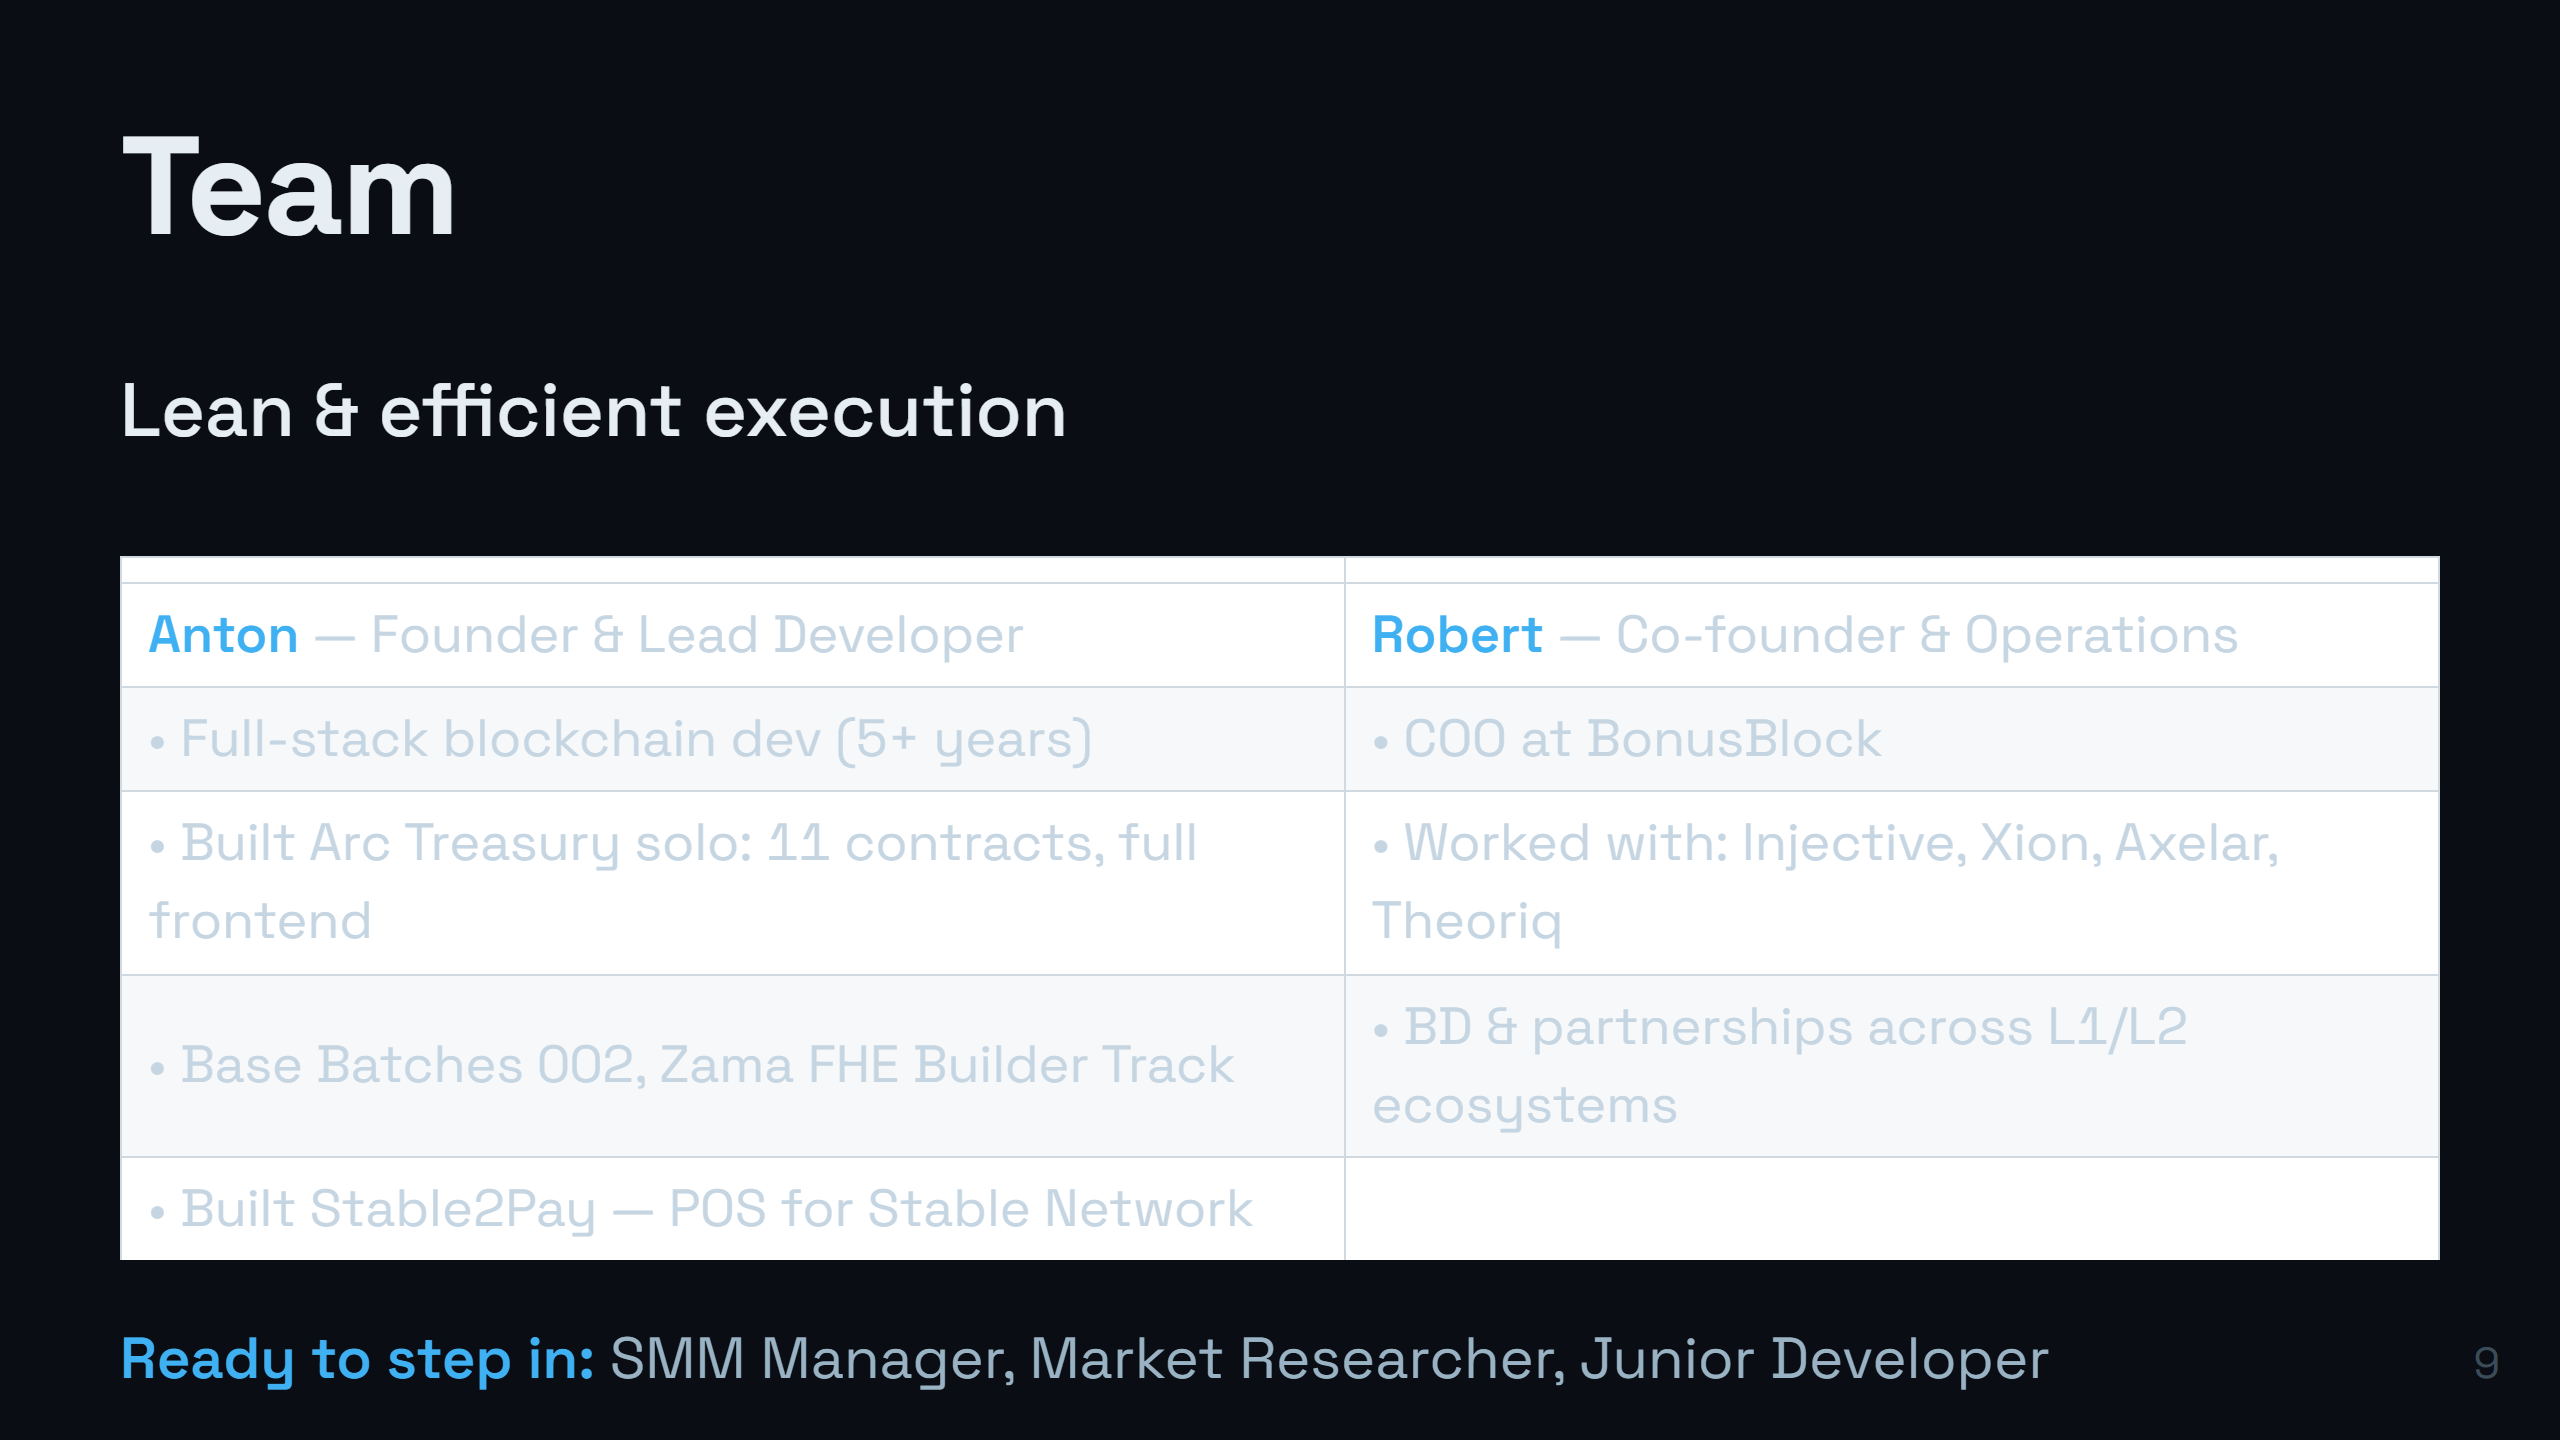 Team
Lean & efficient execution
Anton — Founder & Lead Developer
Robert — Co-founder & Operations
• Full-stack blockchain dev (5+ years)
• COO at BonusBlock
• Built Arc Treasury solo: 11 contracts, full
frontend
• Worked with: Injective, Xion, Axelar,
Theoriq
• Base Batches 002, Zama FHE Builder Track
• BD & partnerships across L1/L2
ecosystems
• Built Stable2Pay — POS for Stable Network
Ready to step in: SMM Manager, Market Researcher, Junior Developer
9